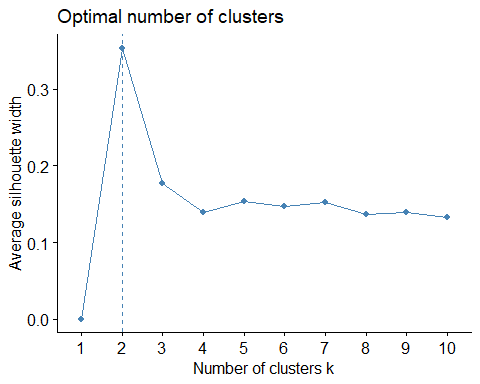 Optimal number of clusters
Average silhouette width
0.3
0.2
0.1
0.0
1 2 3 4 5 6 7 8 9 10
Number of clusters k